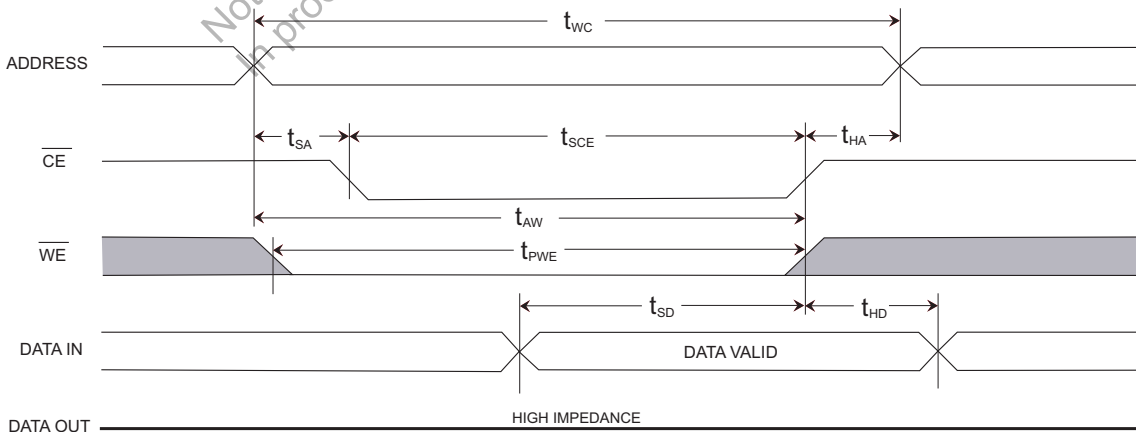 tWC
ADDRESS
tSA
tSCE
tHA
CE
tAW
WE
tPWE
tSD
tHD
DATA IN
DATA VALID
HIGH IMPEDANCE
DATA OUT